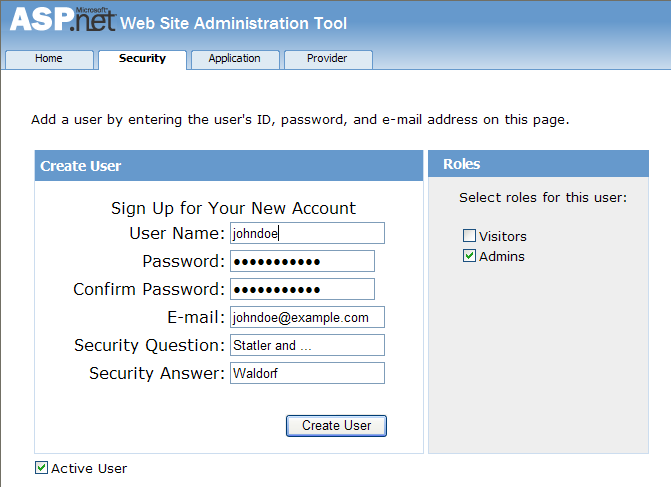 ASP.net Microsoft® Web Site Administration Tool
Home Security Application Provider
Add a user by entering the user's ID, password, and e-mail address on this page.
Create User
Sign Up for Your New Account
User Name: johndoe
Password: ●●●●●●●●●●●
Confirm Password: ●●●●●●●●●●●
E-mail: johndoe@example.com
Security Question: Statler and ...
Security Answer: Waldorf
Create User
Active User
Roles
Select roles for this user:
Visitors
Admins